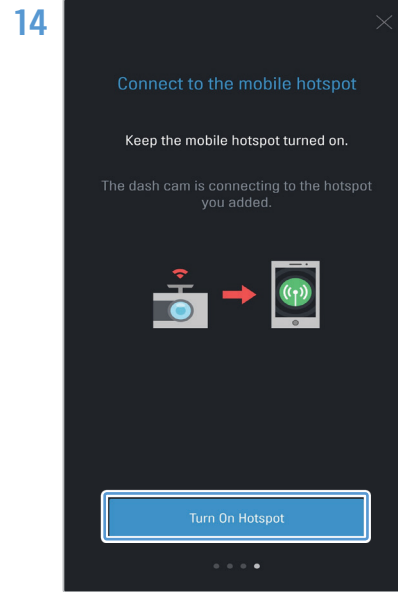 14
Connect to the mobile hotspot
Keep the mobile hotspot turned on.
The dash cam is connecting to the hotspot
you added.
Turn On Hotspot